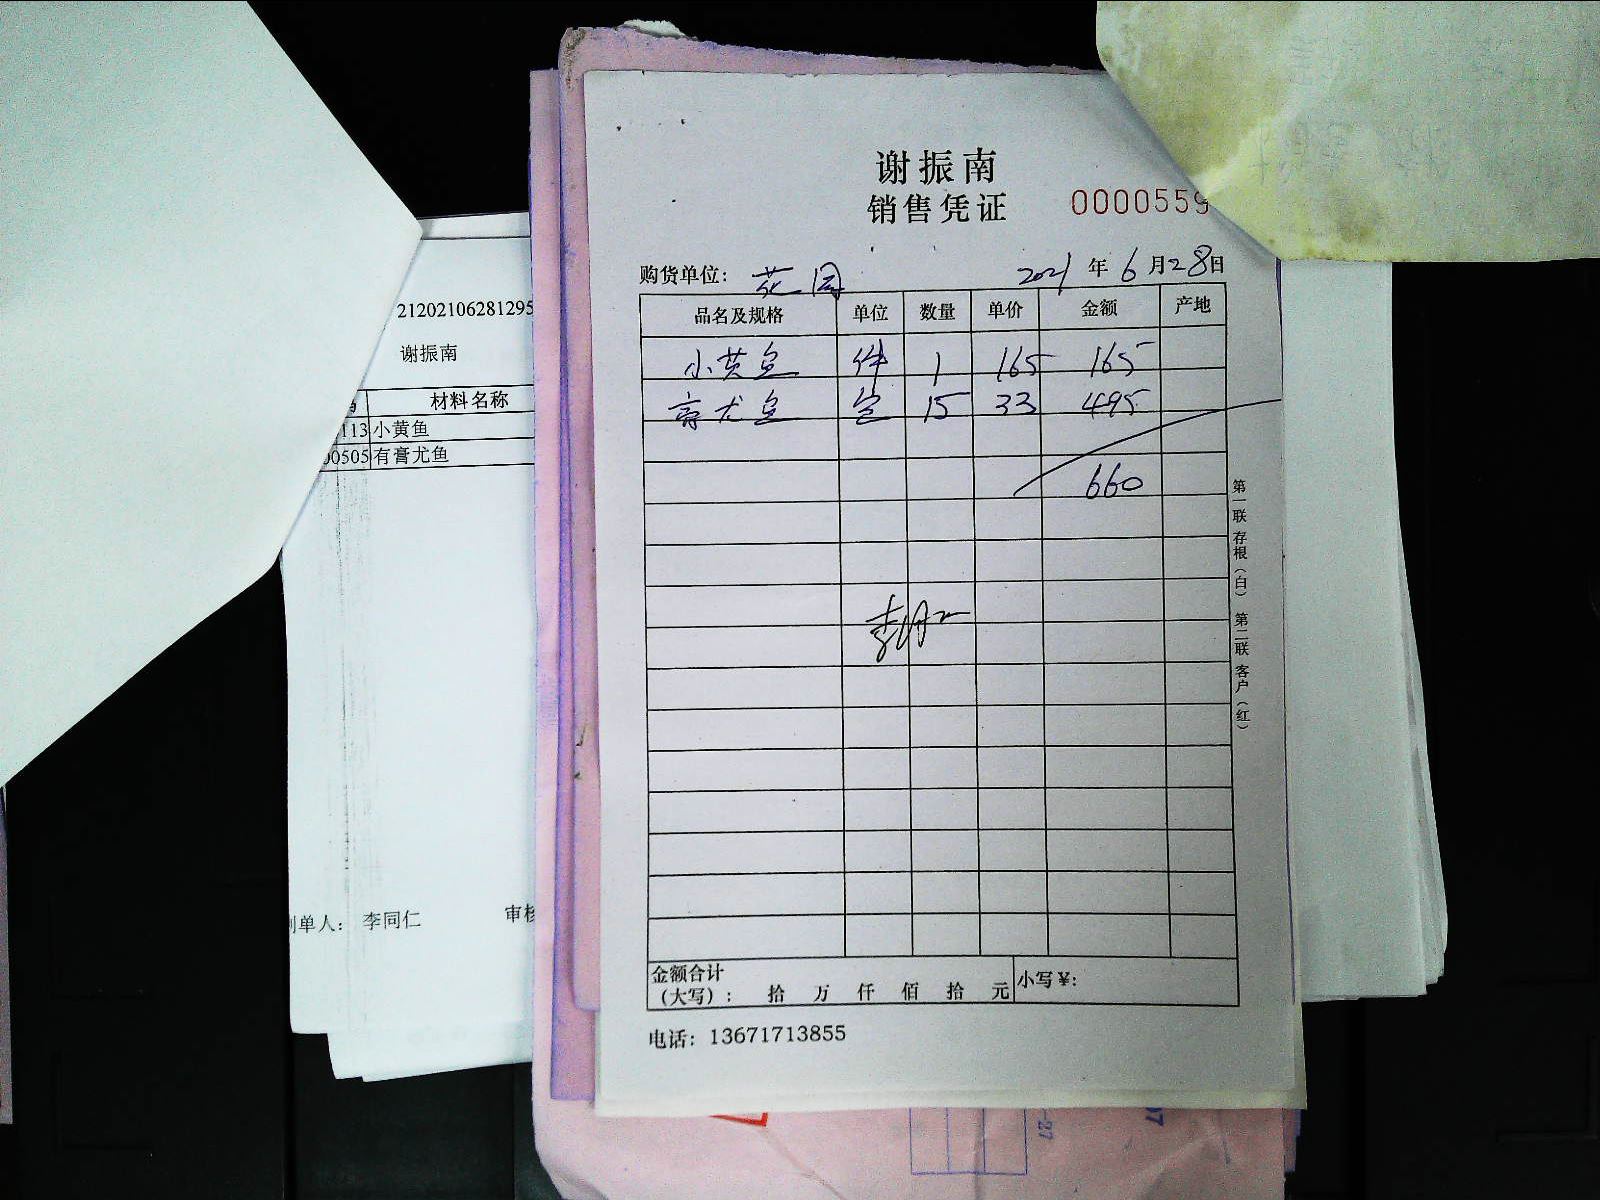 谢振南
销售凭证
0000559
购货单位： 花园 2021 年 6 月 28 日
品名及规格 单位 数量 单价 金额 产地
小黄鱼 件 1 165 165
膏尤鱼 15 33 495
660
金额合计
（大写）： 拾 万 仟 佰 拾 元 小写￥:
电话: 13671713855
第一联 存根（白） 第二联 客户（红）
21202106281295
谢振南
材料名称
113 小黄鱼
00505 有膏尤鱼
制单人： 李同仁 审核